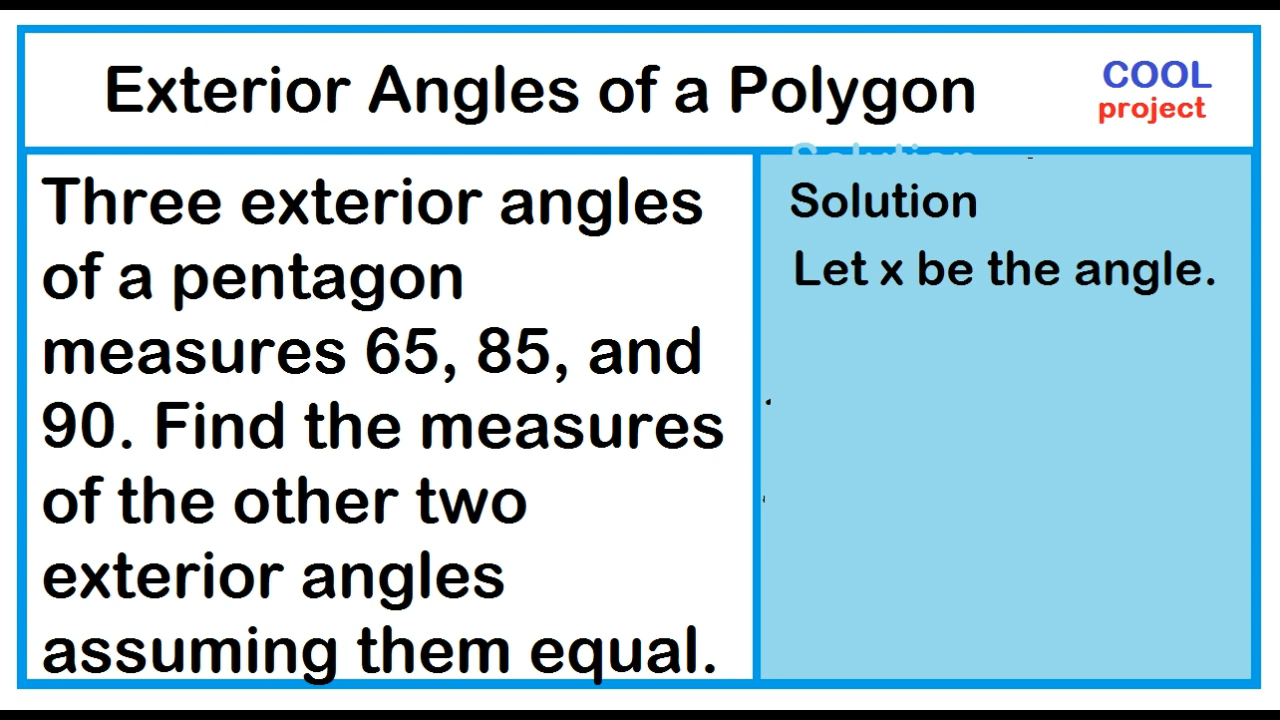 Exterior Angles of a Polygon
COOL
project
Three exterior angles
of a pentagon
measures 65, 85, and
90. Find the measures
of the other two
exterior angles
assuming them equal.
Solution
Solution
Let x be the angle.